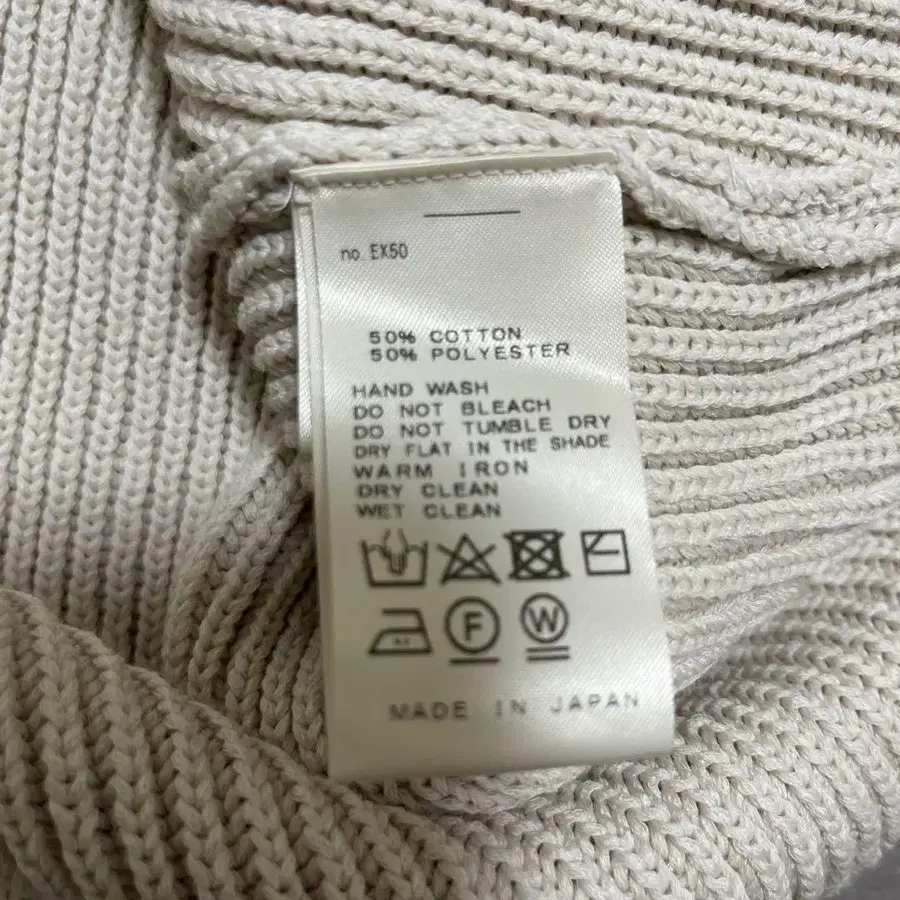 no. EX50
50% COTTON
50% POLYESTER
HAND WASH
DO NOT BLEACH
DO NOT TUMBLE DRY
DRY FLAT IN THE SHADE
WARM IRON
DRY CLEAN
WET CLEAN
F W
MADE IN JAPAN